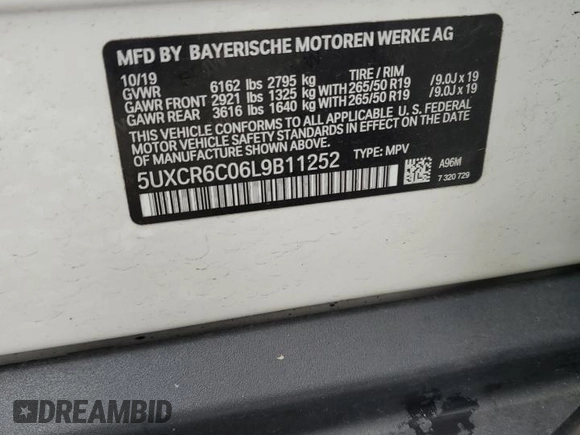 MFD BY BAYERISCHE MOTOREN WERKE AG
10/19 TIRE / RIM
GVWR 6162 lbs 2795 kg
GAWR FRONT 2921 lbs 1325 kg WITH 265/50 R19 /9.0J x 19
GAWR REAR 3616 lbs 1640 kg WITH 265/50 R19 /9.0J x 19
THIS VEHICLE CONFORMS TO ALL APPLICABLE U.S. FEDERAL
MOTOR VEHICLE SAFETY STANDARDS IN EFFECT ON THE
DATE OF MANUFACTURE SHOWN ABOVE.
5UXCR6C06L9B11252 TYPE: MPV
A96M
7 320 729
DREAMBID